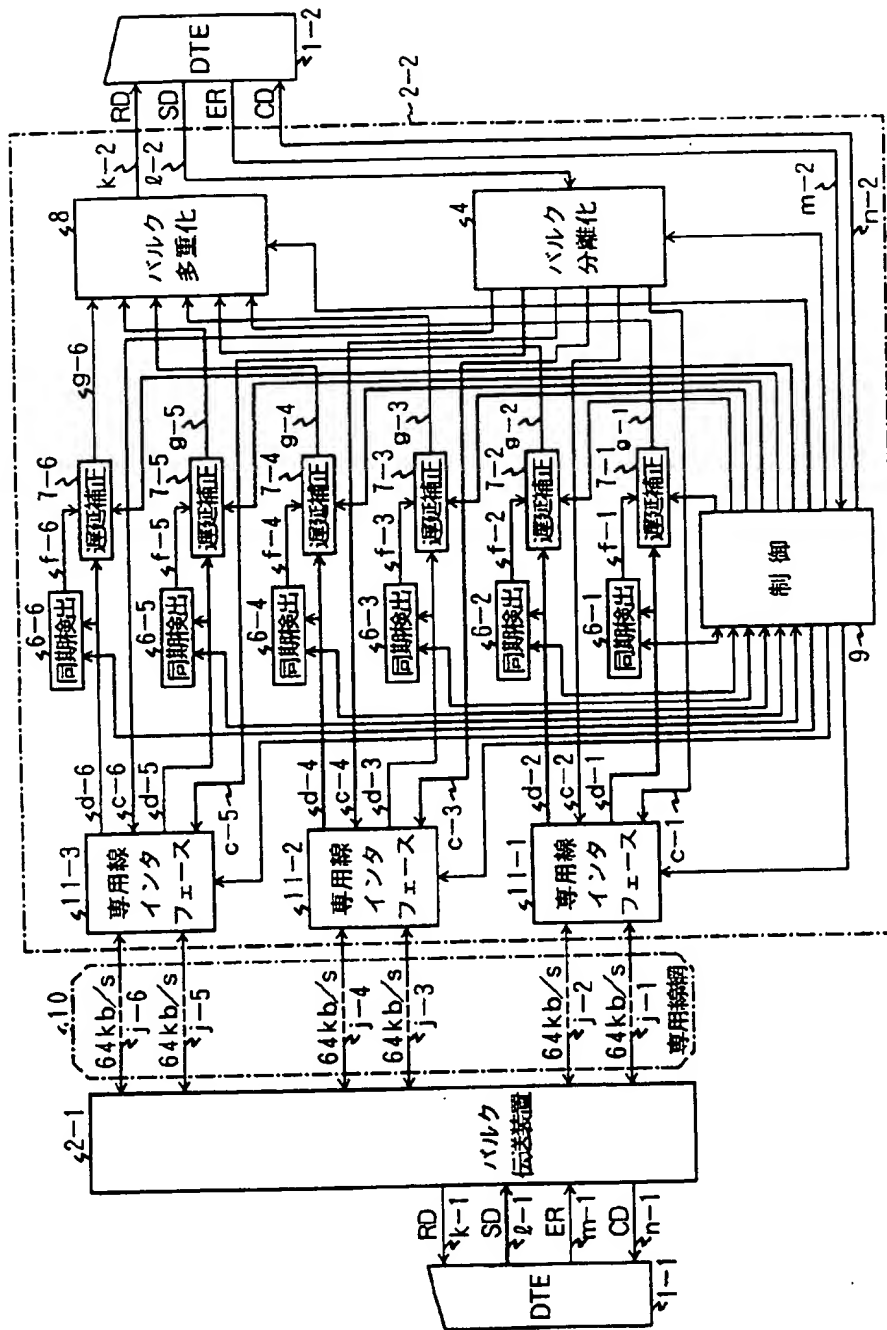 DTE
1-1
RD
k-1
SD
ℓ-1
ER
m-1
CD
n-1
2-1
バルク
伝送装置
10
64kb/s
j-6
64kb/s
j-5
64kb/s
j-4
64kb/s
j-3
64kb/s
j-2
64kb/s
j-1
専用線網
11-3
専用線
インタ
フェース
11-2
専用線
インタ
フェース
11-1
専用線
インタ
フェース
d-6
c-6
d-5
c-5
d-4
c-4
d-3
c-3
d-2
c-2
d-1
c-1
6-6
同期検出
f-6
7-6
遅延補正
9-6
6-5
同期検出
f-5
7-5
遅延補正
g-5
6-4
同期検出
f-4
7-4
遅延補正
g-4
6-3
同期検出
f-3
7-3
遅延補正
g-3
6-2
同期検出
f-2
7-2
遅延補正
g-2
6-1
同期検出
f-1
7-1
遅延補正
g-1
制御
9
8
バルク
多重化
4
バルク
分離化
k-2
ℓ-2
m-2
n-2
RD
SD
ER
CD
DTE
1-2
2-2